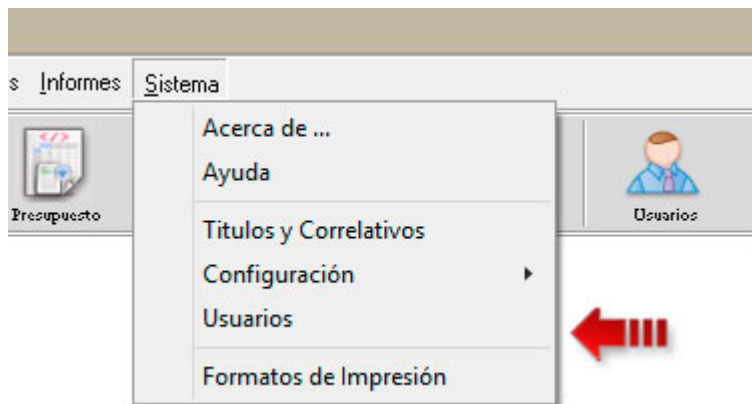 s Informes Sistema
Acerca de ...
Ayuda
Presupuesto
Usuarios
Titulos y Correlativos
Configuración
Usuarios
Formatos de Impresión